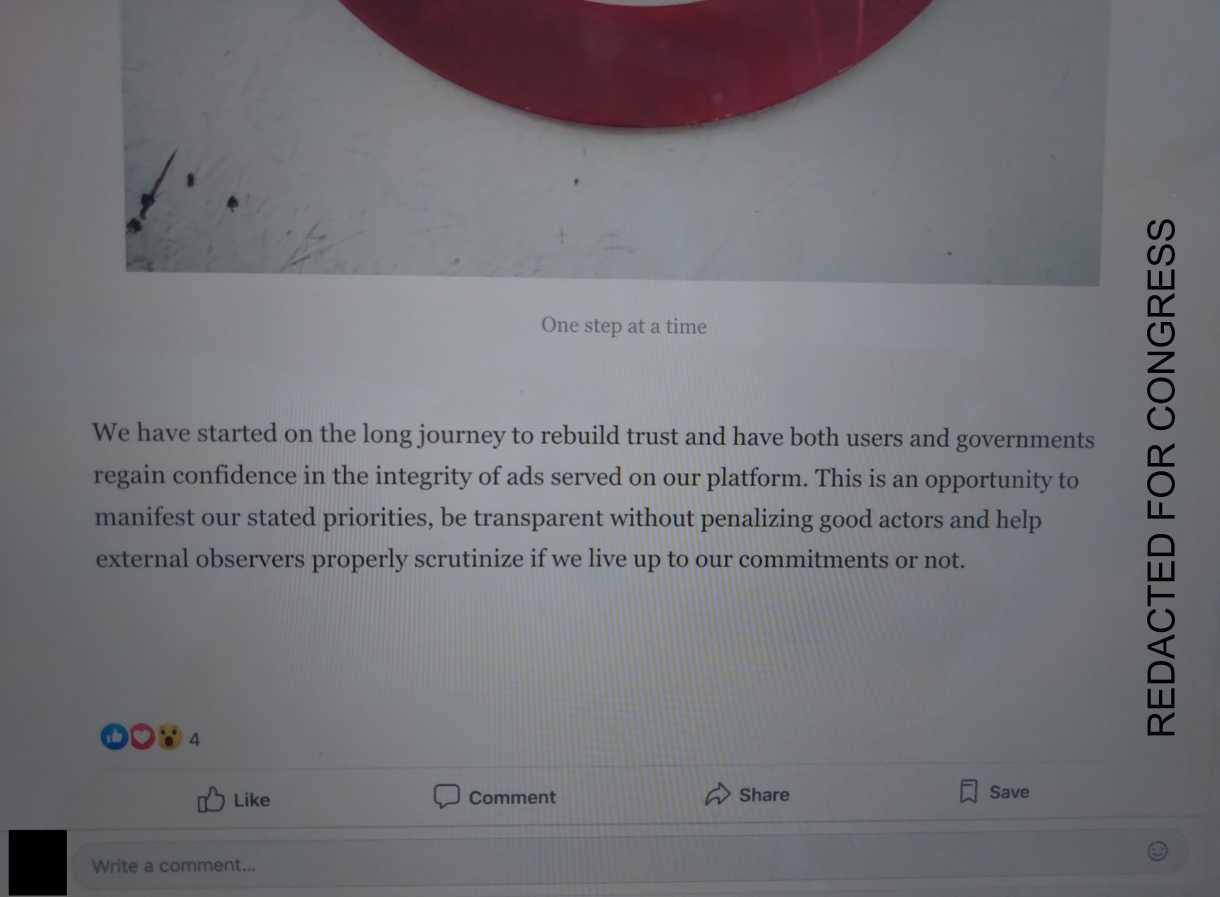 One step at a time
We have started on the long journey to rebuild trust and have both users and governments
regain confidence in the integrity of ads served on our platform. This is an opportunity to
manifest our stated priorities, be transparent without penalizing good actors and help
external observers properly scrutinize if we live up to our commitments or not.
4
Like
Comment
Share
Save
Write a comment...
REDACTED FOR CONGRESS